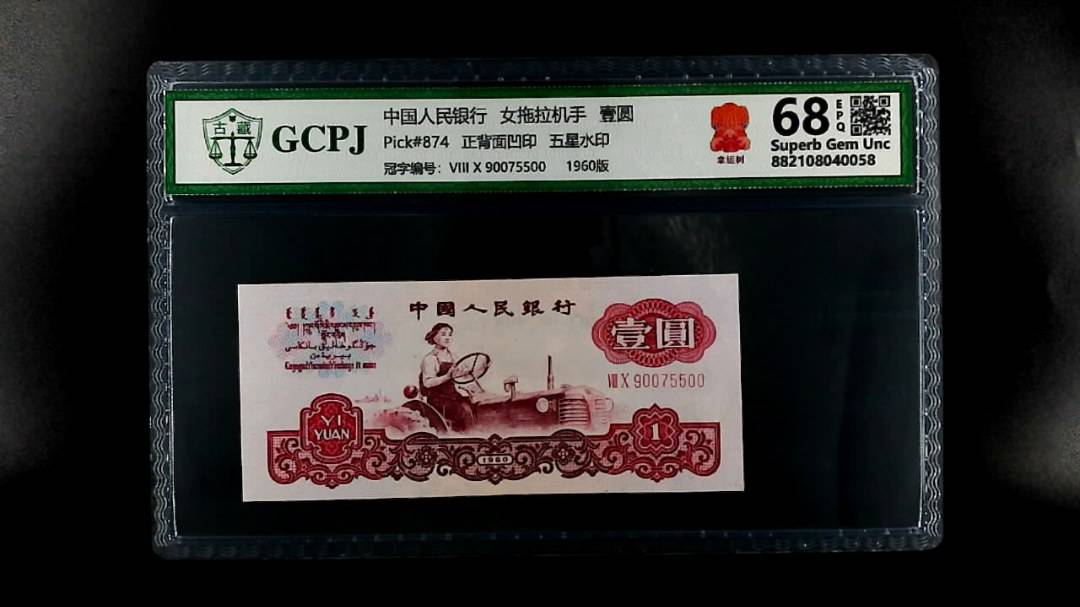 古藏
GCPJ
中国人民银行 女拖拉机手 壹圆
Pick#874 正背面凹印 五星水印
冠字编号：VIII X 90075500 1960版
幸运树
68 EPQ
Superb Gem Unc
882108040058
中國人民銀行
壹圓
VIII X 90075500
YI
YUAN
1960
1